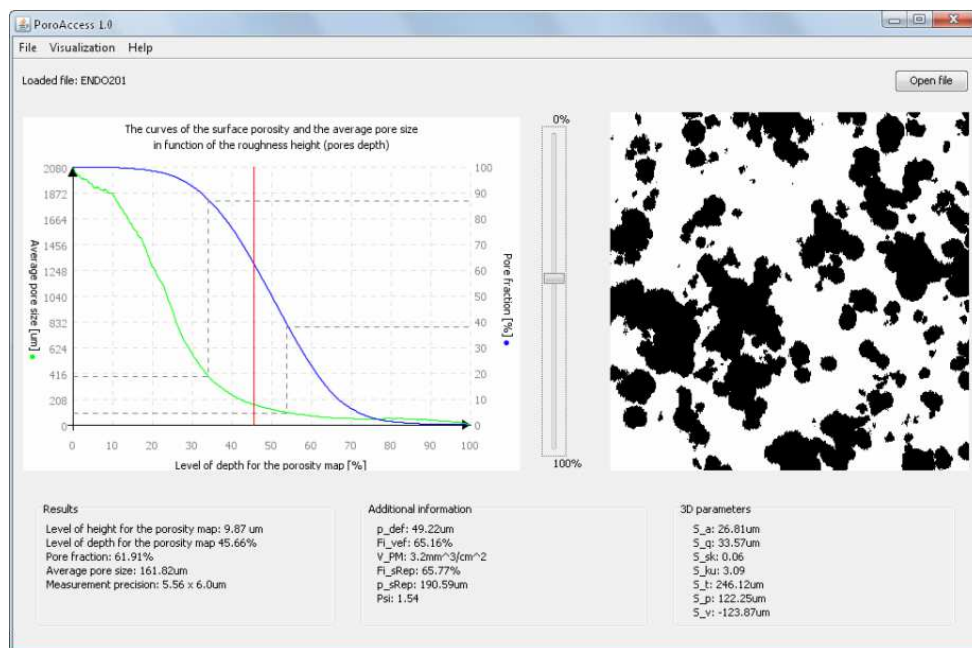 PoroAccess 1.0
File Visualization Help
Loaded file: ENDO201
Open file
The curves of the surface porosity and the average pore size
in function of the roughness height (pores depth)
Average pore size [um]
2080
1872
1664
1456
1248
1040
832
624
416
208
0
0 10 20 30 40 50 60 70 80 90 100
Level of depth for the porosity map [%]
100
90
80
70
60
50
40
30
20
10
0
Pore fraction [%]
0%
100%
Results
Level of height for the porosity map: 9.87 um
Level of depth for the porosity map 45.66%
Pore fraction: 61.91%
Average pore size: 161.82um
Measurement precision: 5.56 x 6.0um
Additional information
p_def: 49.22um
Fi_vef: 65.16%
V_PM: 3.2mm^3/cm^2
Fi_sRep: 65.77%
p_sRep: 190.59um
Psi: 1.54
3D parameters
S_a: 26.81um
S_q: 33.57um
S_sk: 0.06
S_ku: 3.09
S_t: 246.12um
S_p: 122.25um
S_v: -123.87um